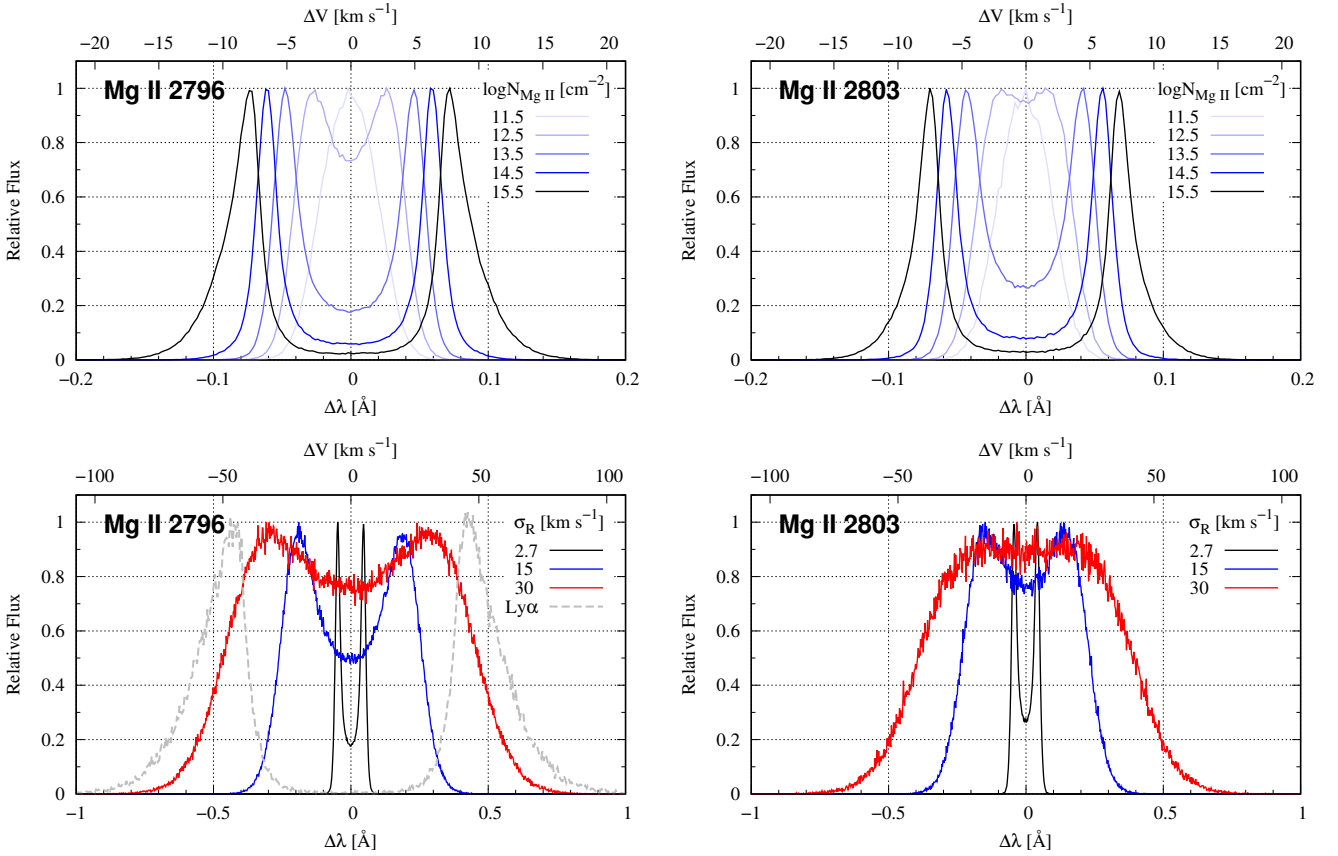 ΔV [km s⁻¹]
−20 −15 −10 −5 0 5 10 15 20
Mg II 2796
logN_Mg II [cm⁻²]
11.5
12.5
13.5
14.5
15.5
Relative Flux
1
0.8
0.6
0.4
0.2
0
−0.2 −0.1 0 0.1 0.2
Δλ [Å]
ΔV [km s⁻¹]
−20 −15 −10 −5 0 5 10 15 20
Mg II 2803
logN_Mg II [cm⁻²]
11.5
12.5
13.5
14.5
15.5
Relative Flux
1
0.8
0.6
0.4
0.2
0
−0.2 −0.1 0 0.1 0.2
Δλ [Å]
ΔV [km s⁻¹]
−100 −50 0 50 100
Mg II 2796
σ_R [km s⁻¹]
2.7
15
30
Lyα
Relative Flux
1
0.8
0.6
0.4
0.2
0
−1 −0.5 0 0.5 1
Δλ [Å]
ΔV [km s⁻¹]
−100 −50 0 50 100
Mg II 2803
σ_R [km s⁻¹]
2.7
15
30
Relative Flux
1
0.8
0.6
0.4
0.2
0
−1 −0.5 0 0.5 1
Δλ [Å]